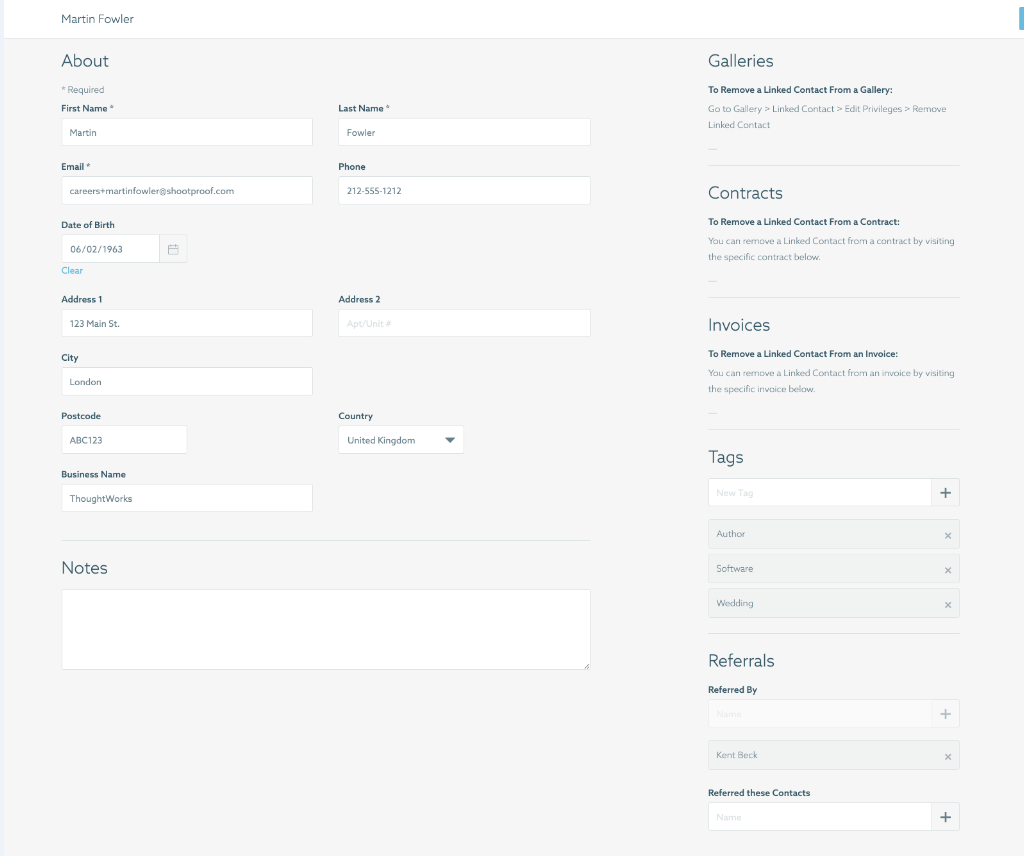 Martin Fowler
About
* Required
First Name *
Last Name *
Martin
Fowler
Email *
Phone
careers+martinfowler@shootproof.com
212-555-1212
Date of Birth
06/02/1963
Clear
Address 1
Address 2
123 Main St.
Apt/Unit #
City
London
Postcode
Country
ABC123
United Kingdom
Business Name
ThoughtWorks
Notes
Galleries
To Remove a Linked Contact From a Gallery:
Go to Gallery > Linked Contact > Edit Privileges > Remove
Linked Contact
—
Contracts
To Remove a Linked Contact From a Contract:
You can remove a Linked Contact from a contract by visiting
the specific contract below.
—
Invoices
To Remove a Linked Contact From an Invoice:
You can remove a Linked Contact from an invoice by visiting
the specific invoice below.
—
Tags
New Tag
Author
Software
Wedding
Referrals
Referred By
Name
Kent Beck
Referred these Contacts
Name